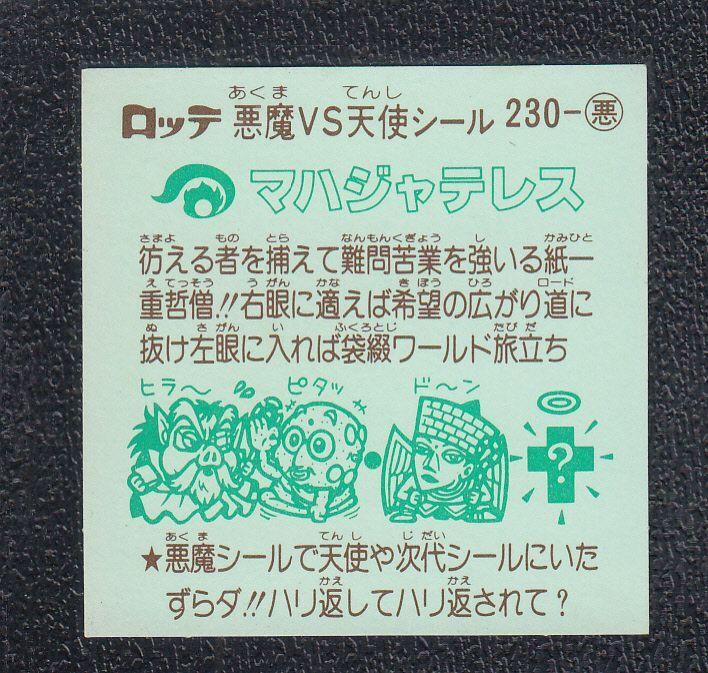 あくま てんし
ロッテ 悪魔VS天使シール 230-悪
マハジャテレス
さまよ もの とら なんもんくぎょう し かみひと
彷える者を捕えて難問苦業を強いる紙一
え てっそう うがん かな きぼう ひろ ロード
重哲僧!!右眼に適えば希望の広がり道に
ぬ さがん い ふくろとじ たびだ
抜け左眼に入れば袋綴ワールド旅立ち
ヒラ〜 ピタッ ド〜ン
?
あくま てんし じだい
★悪魔シールで天使や次代シールにいた
かえ かえ
ずらダ!!ハリ返してハリ返されて?